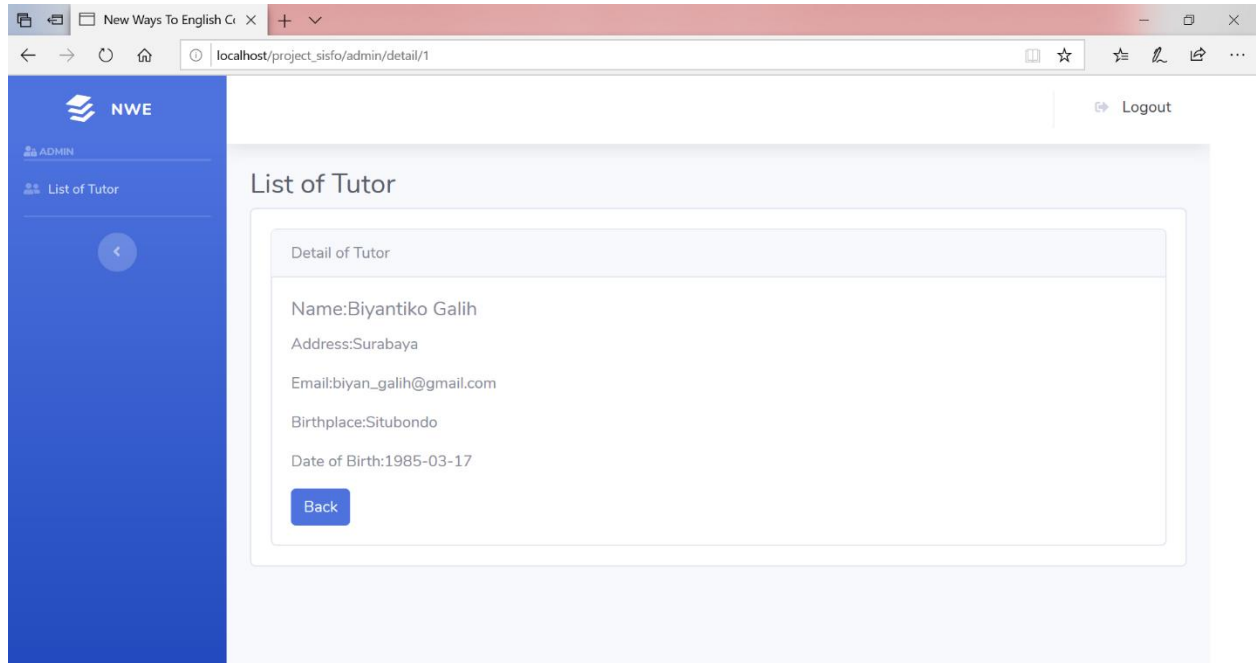 New Ways To English Co
localhost/project_sisfo/admin/detail/1
NWE
Logout
ADMIN
List of Tutor
List of Tutor
Detail of Tutor
Name:Biyantiko Galih
Address:Surabaya
Email:biyan_galih@gmail.com
Birthplace:Situbondo
Date of Birth:1985-03-17
Back